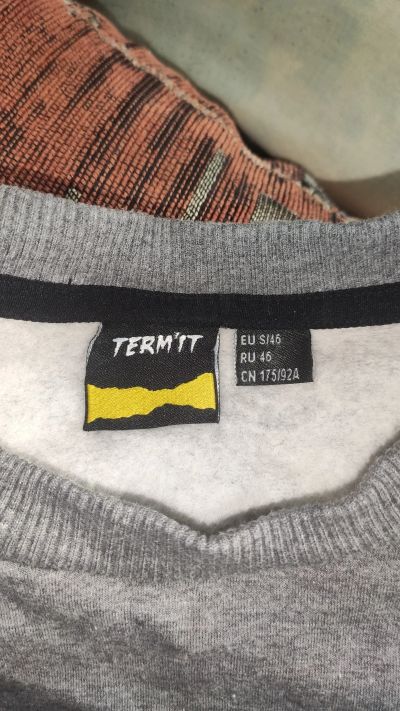 TERM'IT
EU S/46
RU 46
CN 175/92A